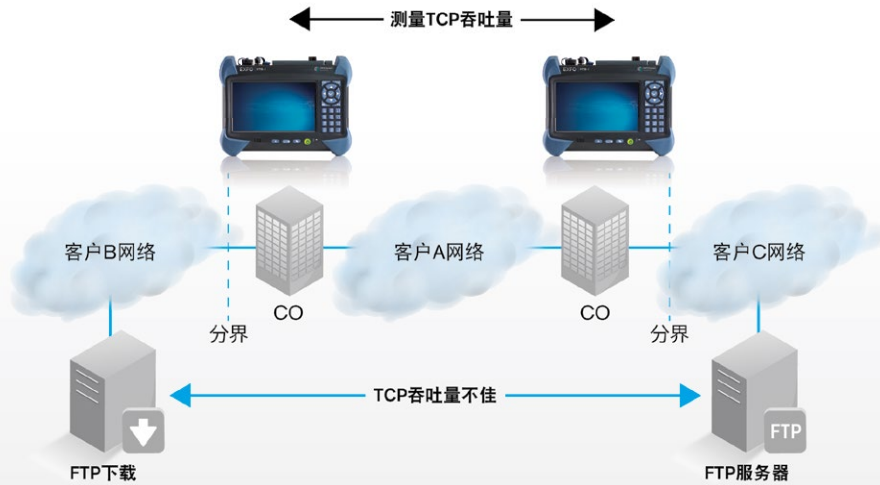 测量TCP吞吐量
EXFO
EXFO
客户B网络
客户A网络
客户C网络
CO
CO
分界
分界
TCP吞吐量不佳
FTP
FTP下载
FTP服务器